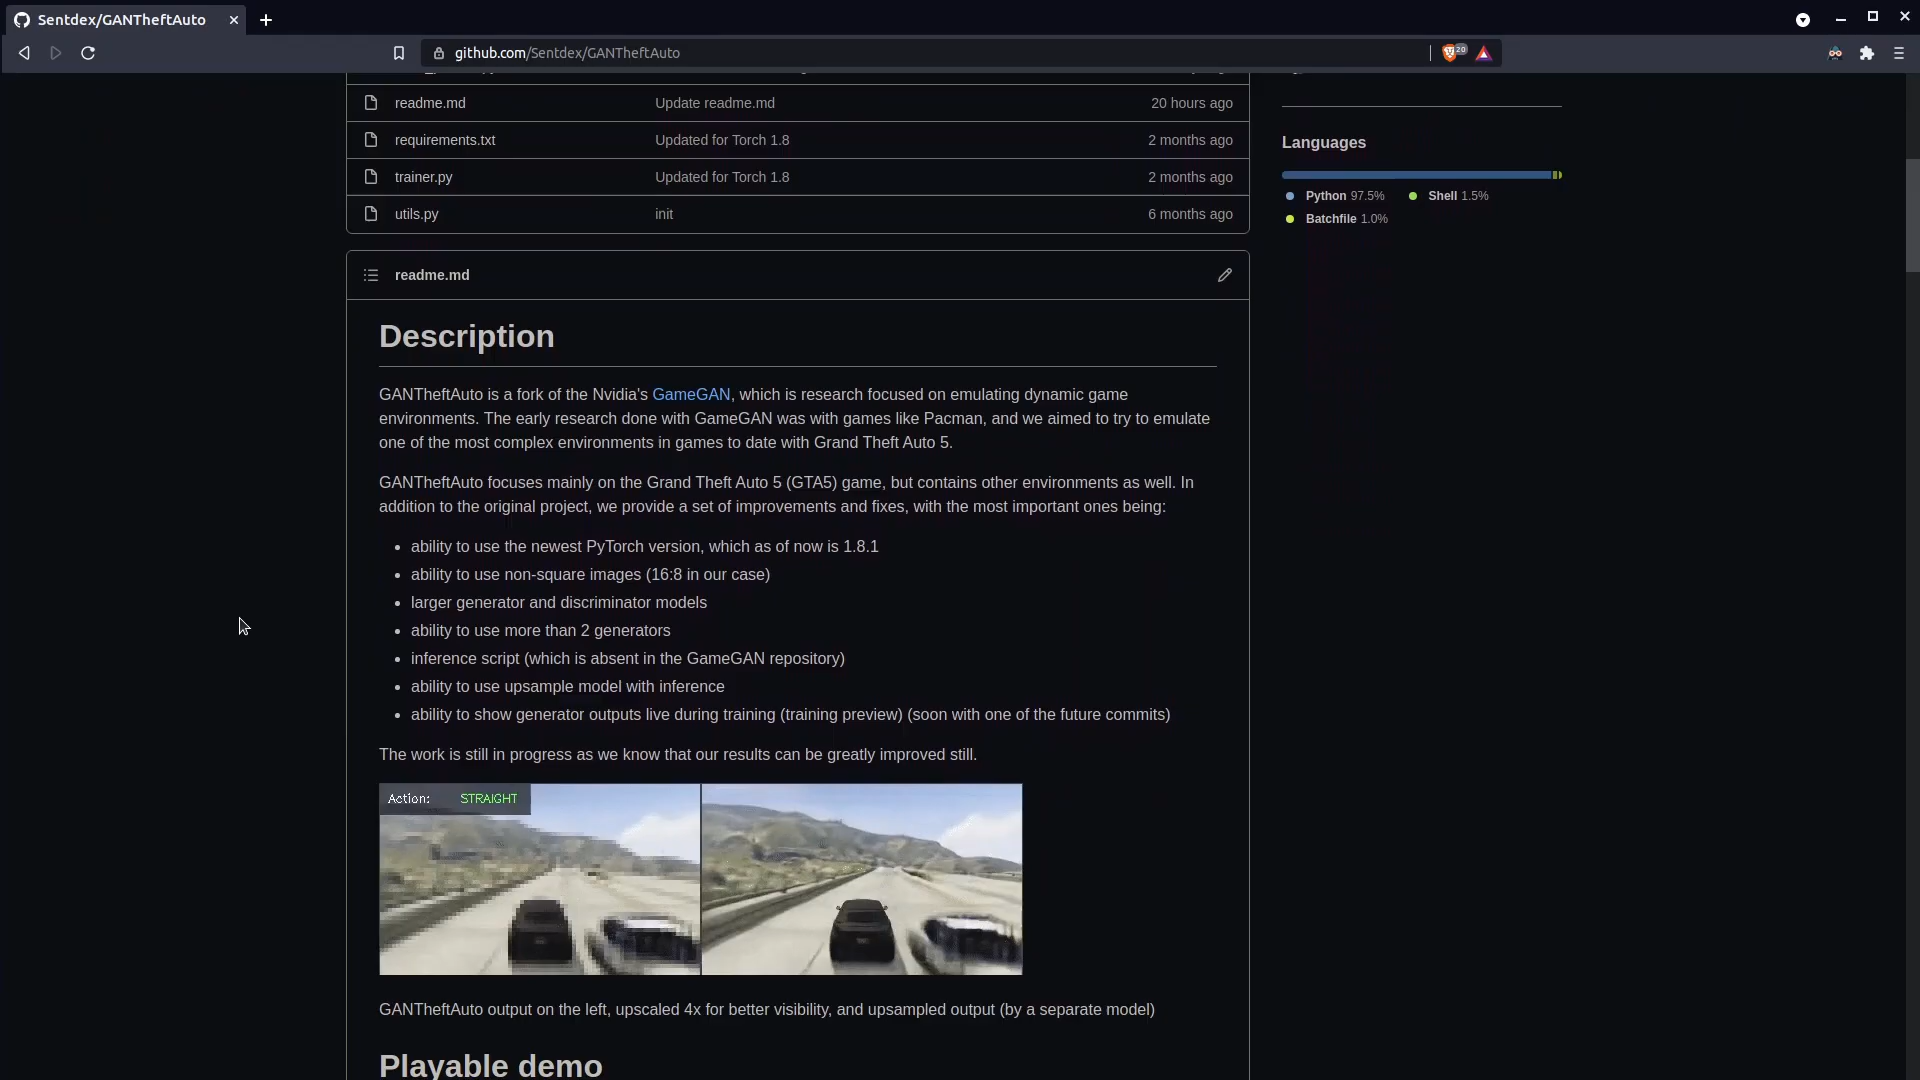 Sentdex/GANTheftAuto
github.com/Sentdex/GANTheftAuto
20
readme.md Update readme.md 20 hours ago
requirements.txt Updated for Torch 1.8 2 months ago
trainer.py Updated for Torch 1.8 2 months ago
utils.py init 6 months ago
Languages
Python 97.5% Shell 1.5%
Batchfile 1.0%
readme.md
Description
GANTheftAuto is a fork of the Nvidia's GameGAN, which is research focused on emulating dynamic game
environments. The early research done with GameGAN was with games like Pacman, and we aimed to try to emulate
one of the most complex environments in games to date with Grand Theft Auto 5.
GANTheftAuto focuses mainly on the Grand Theft Auto 5 (GTA5) game, but contains other environments as well. In
addition to the original project, we provide a set of improvements and fixes, with the most important ones being:
ability to use the newest PyTorch version, which as of now is 1.8.1
ability to use non-square images (16:8 in our case)
larger generator and discriminator models
ability to use more than 2 generators
inference script (which is absent in the GameGAN repository)
ability to use upsample model with inference
ability to show generator outputs live during training (training preview) (soon with one of the future commits)
The work is still in progress as we know that our results can be greatly improved still.
Action: STRAIGHT
GANTheftAuto output on the left, upscaled 4x for better visibility, and upsampled output (by a separate model)
Playable demo